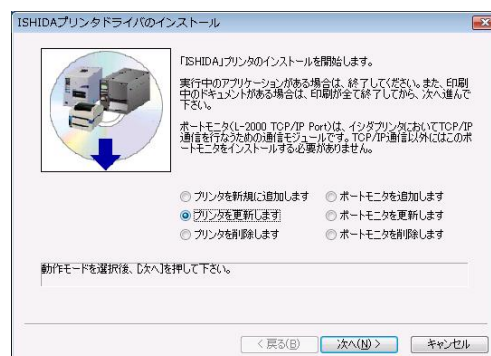 ISHIDAプリンタドライバのインストール
「ISHIDA」プリンタのインストールを開始します。
実行中のアプリケーションがある場合は、終了してください。また、印刷
中のドキュメントがある場合は、印刷が全て終了してから、次へ進んで
下さい。
ポートモニタ(L-2000 TCP/IP Port)は、イシダプリンタにおいてTCP/IP
通信を行なうための通信モジュールです。TCP/IP通信以外にはこのポ
ートモニタをインストールする必要がありません。
プリンタを新規に追加します ポートモニタを追加します
プリンタを更新します ポートモニタを更新します
プリンタを削除します ポートモニタを削除します
動作モードを選択後、[次へ]を押して下さい。
< 戻る(B) 次へ(N) > キャンセル